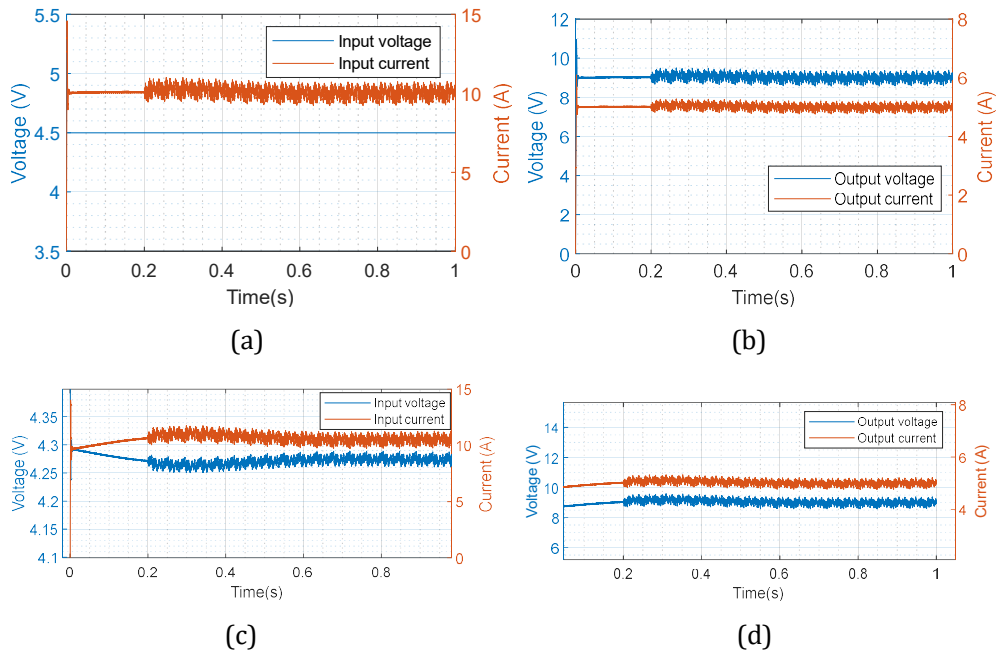 5.5
5
4.5
4
3.5
Voltage (V)
15
10
5
0
Current (A)
Input voltage
Input current
0 0.2 0.4 0.6 0.8 1
Time(s)
(a)
12
10
8
6
4
2
0
Voltage (V)
8
6
4
2
0
Current (A)
Output voltage
Output current
0 0.2 0.4 0.6 0.8 1
Time(s)
(b)
4.35
4.3
4.25
4.2
4.15
4.1
Voltage (V)
15
10
5
0
Current (A)
Input voltage
Input current
0 0.2 0.4 0.6 0.8
Time(s)
(c)
14
12
10
8
6
Voltage (V)
8
6
4
Current (A)
Output voltage
Output current
0.2 0.4 0.6 0.8 1
Time(s)
(d)